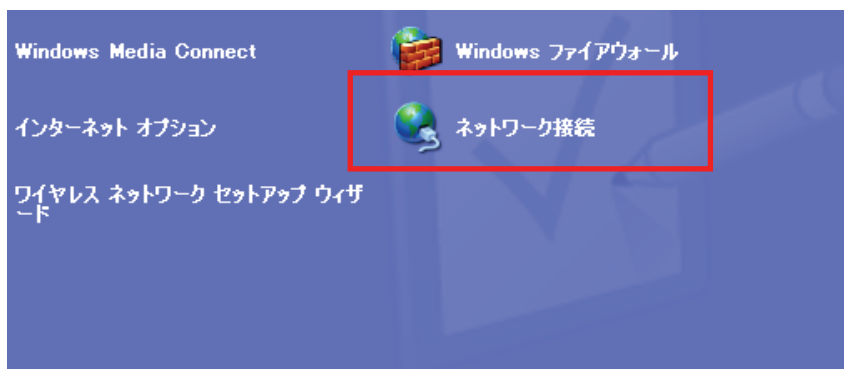 Windows Media Connect
Windows ファイアウォール
インターネット オプション
ネットワーク接続
ワイヤレス ネットワーク セットアップ ウィザ
ード